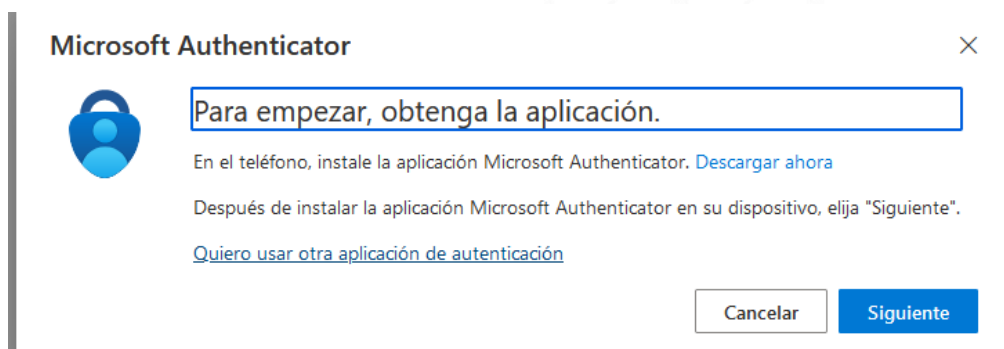 Microsoft Authenticator
Para empezar, obtenga la aplicación.
En el teléfono, instale la aplicación Microsoft Authenticator. Descargar ahora
Después de instalar la aplicación Microsoft Authenticator en su dispositivo, elija "Siguiente".
Quiero usar otra aplicación de autenticación
Cancelar Siguiente